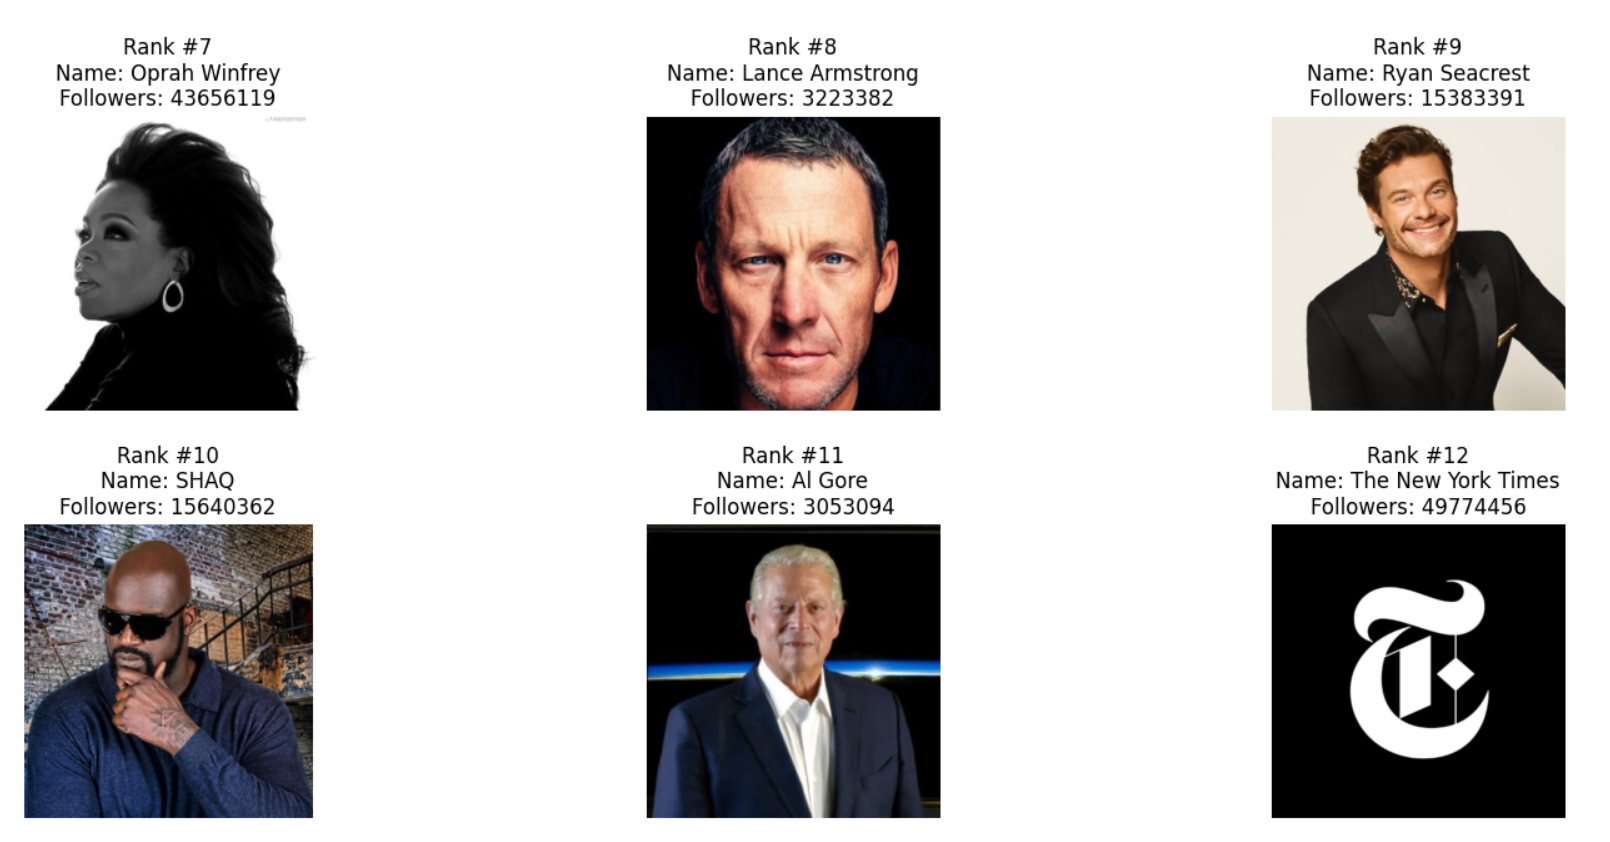 Rank #7
Name: Oprah Winfrey
Followers: 43656119
Rank #8
Name: Lance Armstrong
Followers: 3223382
Rank #9
Name: Ryan Seacrest
Followers: 15383391
Rank #10
Name: SHAQ
Followers: 15640362
Rank #11
Name: Al Gore
Followers: 3053094
Rank #12
Name: The New York Times
Followers: 49774456
T